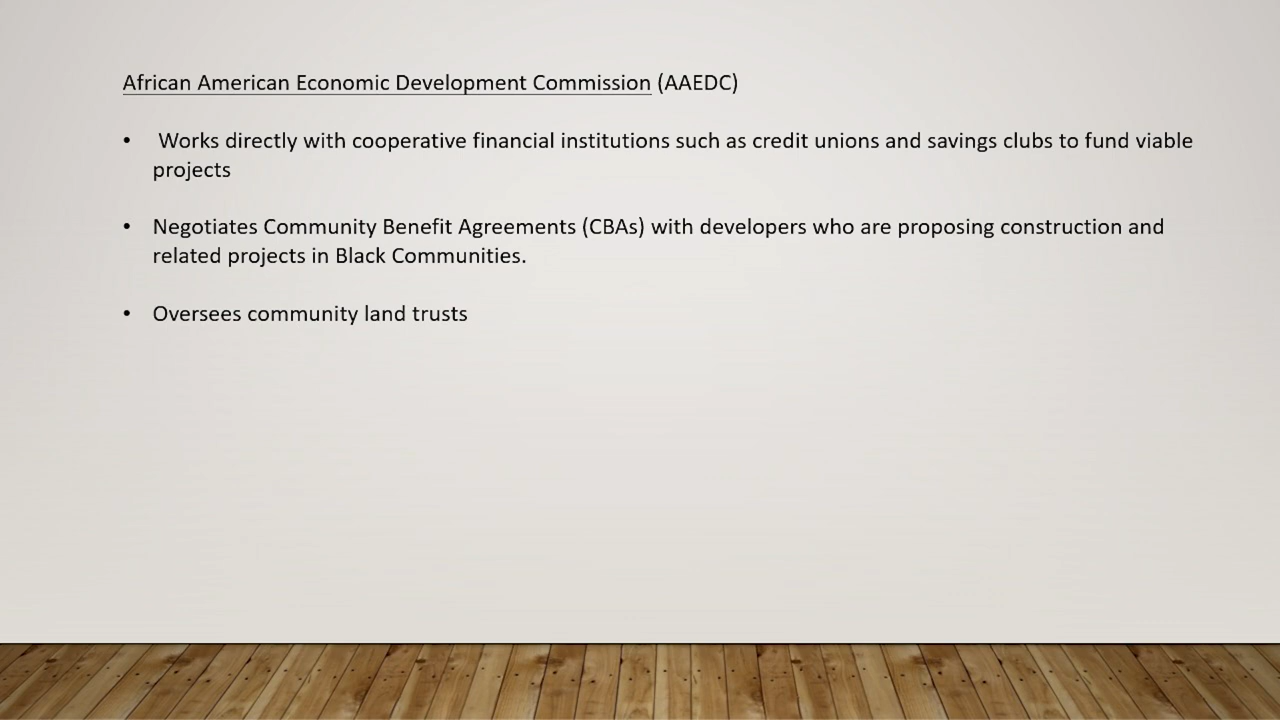 African American Economic Development Commission (AAEDC)
• Works directly with cooperative financial institutions such as credit unions and savings clubs to fund viable
projects
• Negotiates Community Benefit Agreements (CBAs) with developers who are proposing construction and
related projects in Black Communities.
• Oversees community land trusts